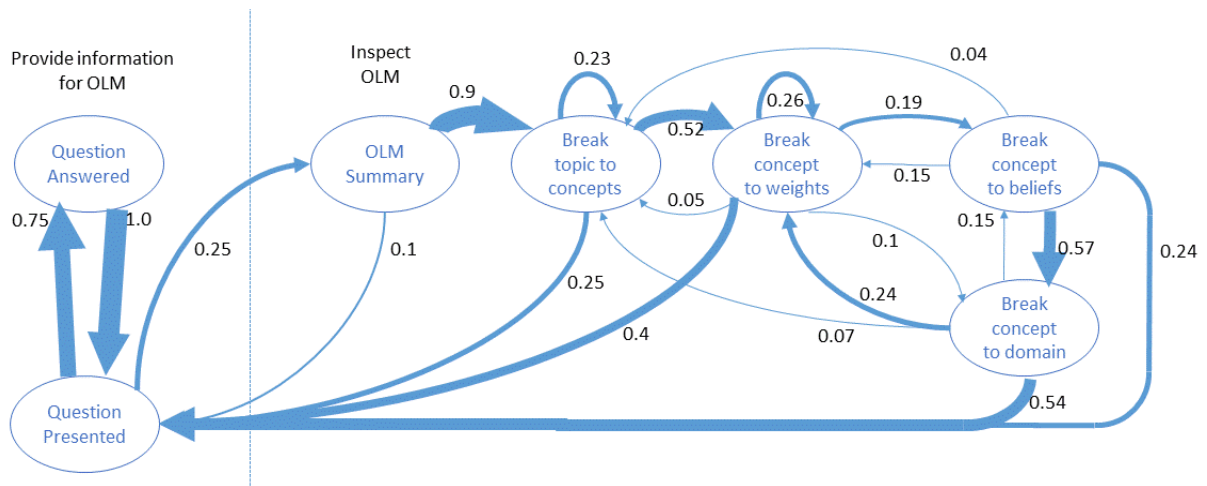 Provide information
for OLM
Inspect
OLM
0.9
0.23
0.52
0.26
0.19
0.04
Question
Answered
OLM
Summary
Break
topic to
concepts
Break
concept
to weights
Break
concept
to beliefs
0.15
0.05
0.75
1.0
0.25
0.1
0.25
0.1
0.15
0.57
0.24
0.24
0.4
0.07
Break
concept
to domain
0.54
Question
Presented